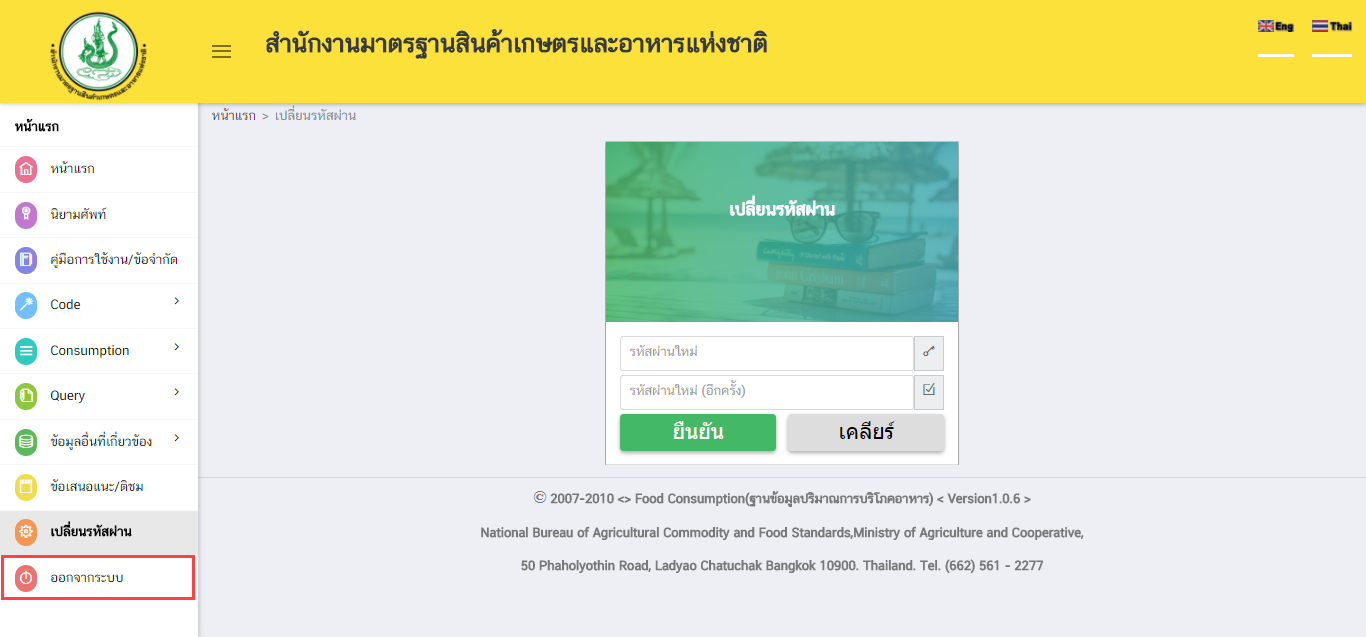 สำนักงานมาตรฐานสินค้าเกษตรและอาหารแห่งชาติ
Eng
Thai
หน้าแรก
หน้าแรก
นิยามศัพท์
คู่มือการใช้งาน/ข้อจำกัด
Code
Consumption
Query
ข้อมูลอื่นที่เกี่ยวข้อง
ข้อเสนอแนะ/ติชม
เปลี่ยนรหัสผ่าน
ออกจากระบบ
หน้าแรก > เปลี่ยนรหัสผ่าน
เปลี่ยนรหัสผ่าน
รหัสผ่านใหม่
รหัสผ่านใหม่ (อีกครั้ง)
ยืนยัน เคลียร์
© 2007-2010 <> Food Consumption(ฐานข้อมูลปริมาณการบริโภคอาหาร) < Version1.0.6 >
National Bureau of Agricultural Commodity and Food Standards,Ministry of Agriculture and Cooperative,
50 Phaholyothin Road, Ladyao Chatuchak Bangkok 10900. Thailand. Tel. (662) 561 - 2277